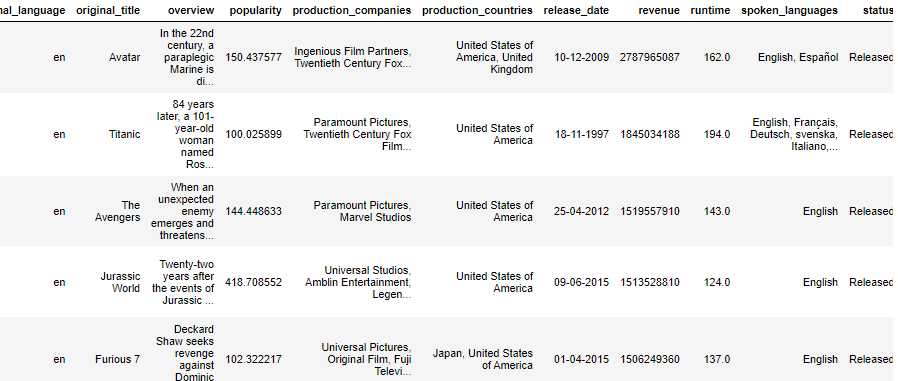 nal_language original_title overview popularity production_companies production_countries release_date revenue runtime spoken_languages status
en Avatar In the 22nd century, a paraplegic Marine is di... 150.437577 Ingenious Film Partners, Twentieth Century Fox... United States of America, United Kingdom 10-12-2009 2787965087 162.0 English, Español Released
en Titanic 84 years later, a 101-year-old woman named Ros... 100.025899 Paramount Pictures, Twentieth Century Fox Film... United States of America 18-11-1997 1845034188 194.0 English, Français, Deutsch, svenska, Italiano,... Released
en The Avengers When an unexpected enemy emerges and threatens... 144.448633 Paramount Pictures, Marvel Studios United States of America 25-04-2012 1519557910 143.0 English Released
en Jurassic World Twenty-two years after the events of Jurassic ... 418.708552 Universal Studios, Amblin Entertainment, Legen... United States of America 09-06-2015 1513528810 124.0 English Released
en Furious 7 Deckard Shaw seeks revenge against Dominic 102.322217 Universal Pictures, Original Film, Fuji Televi... Japan, United States of America 01-04-2015 1506249360 137.0 English Released